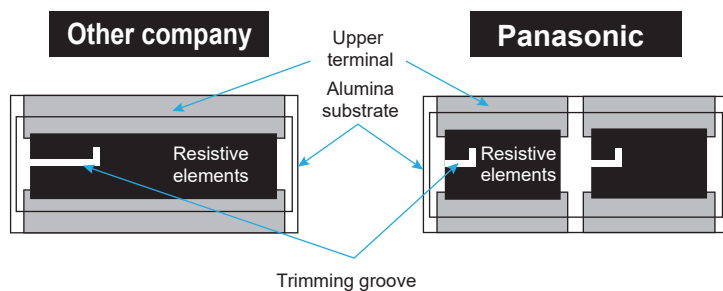 Other company
Panasonic
Upper
terminal
Alumina
substrate
Resistive
elements
Resistive
elements
Trimming groove